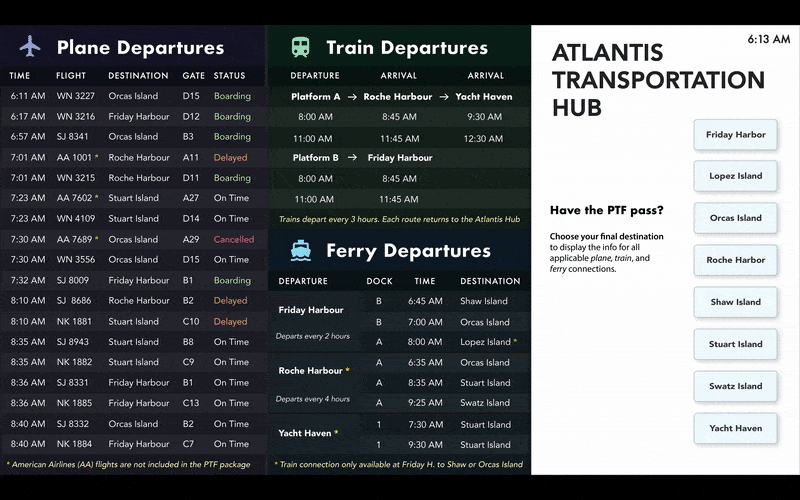 Plane Departures
TIME FLIGHT DESTINATION GATE STATUS
6:11 AM WN 3227 Orcas Island D15 Boarding
6:17 AM WN 3216 Friday Harbour D12 Boarding
6:57 AM SJ 8341 Orcas Island B3 Boarding
7:01 AM AA 1001 * Roche Harbour A11 Delayed
7:01 AM WN 3215 Roche Harbour D11 Boarding
7:23 AM AA 7602 * Stuart Island A27 On Time
7:23 AM WN 4109 Stuart Island D14 On Time
7:30 AM AA 7689 * Orcas Island A29 Cancelled
7:30 AM WN 3556 Orcas Island D15 On Time
7:32 AM SJ 8009 Friday Harbour B1 Boarding
8:10 AM SJ 8686 Roche Harbour B2 Delayed
8:10 AM NK 1881 Stuart Island C10 Delayed
8:35 AM SJ 8943 Stuart Island B8 On Time
8:35 AM NK 1882 Stuart Island C9 On Time
8:36 AM SJ 8331 Friday Harbour B1 On Time
8:36 AM NK 1885 Friday Harbour C13 On Time
8:40 AM SJ 8332 Orcas Island B2 On Time
8:40 AM NK 1884 Friday Harbour C7 On Time
* American Airlines (AA) flights are not included in the PTF package
Train Departures
DEPARTURE ARRIVAL ARRIVAL
Platform A → Roche Harbour → Yacht Haven
8:00 AM 8:45 AM 9:30 AM
11:00 AM 11:45 AM 12:30 AM
Platform B → Friday Harbour
8:00 AM 8:45 AM
11:00 AM 11:45 AM
Trains depart every 3 hours. Each route returns to the Atlantis Hub
Ferry Departures
DEPARTURE DOCK TIME DESTINATION
Friday Harbour
Departs every 2 hours
B 6:45 AM Shaw Island
B 7:00 AM Orcas Island
A 8:00 AM Lopez Island *
Roche Harbour *
Departs every 4 hours
A 6:35 AM Orcas Island
A 8:35 AM Stuart Island
A 9:25 AM Swatz Island
Yacht Haven *
1 7:30 AM Stuart Island
1 9:30 AM Stuart Island
* Train connection only available at Friday H. to Shaw or Orcas Island
6:13 AM
ATLANTIS
TRANSPORTATION
HUB
Have the PTF pass?
Choose your final destination
to display the info for all
applicable plane, train, and
ferry connections.
Friday Harbor
Lopez Island
Orcas Island
Roche Harbor
Shaw Island
Stuart Island
Swatz Island
Yacht Haven